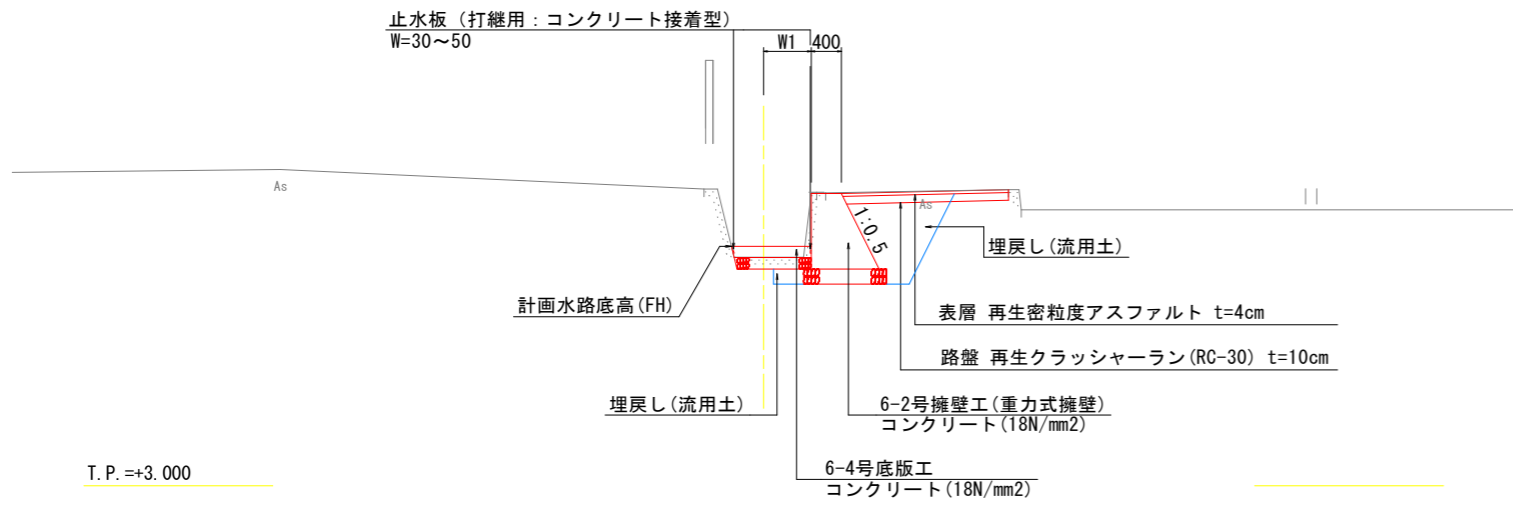 止水板（打継用：コンクリート接着型）
W=30～50
W1
400
As
As
1:0.5
埋戻し(流用土)
計画水路底高(FH)
表層 再生密粒度アスファルト t=4cm
路盤 再生クラッシャーラン(RC-30) t=10cm
埋戻し(流用土)
6-2号擁壁工(重力式擁壁)
コンクリート(18N/mm2)
6-4号底版工
コンクリート(18N/mm2)
T.P.=+3.000